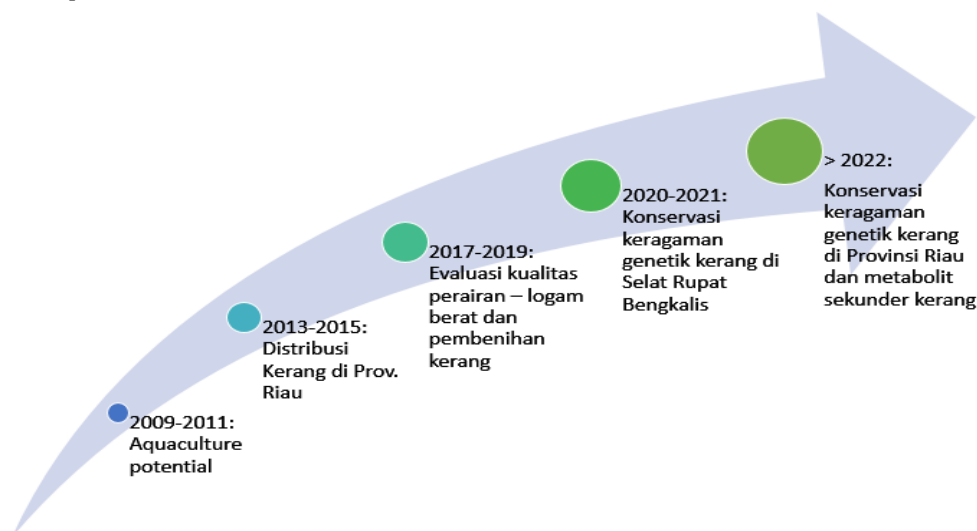 2009-2011:
Aquaculture
potential
2013-2015:
Distribusi
Kerang di Prov.
Riau
2017-2019:
Evaluasi kualitas
perairan – logam
berat dan
pembenihan
kerang
2020-2021:
Konservasi
keragaman
genetik kerang di
Selat Rupat
Bengkalis
> 2022:
Konservasi
keragaman
genetik kerang
di Provinsi Riau
dan metabolit
sekunder kerang